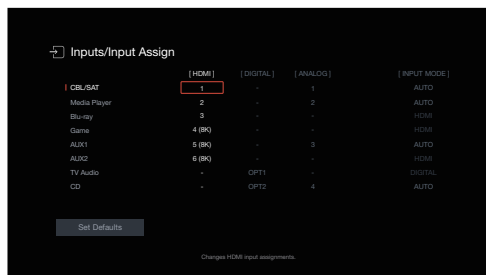 Inputs/Input Assign
[ HDMI ] [ DIGITAL ] [ ANALOG ] [ INPUT MODE ]
CBL/SAT 1 - 1 AUTO
Media Player 2 - 2 AUTO
Blu-ray 3 - - HDMI
Game 4 (8K) - - HDMI
AUX1 5 (8K) - 3 AUTO
AUX2 6 (8K) - - HDMI
TV Audio - OPT1 - DIGITAL
CD - OPT2 4 AUTO
Set Defaults
Changes HDMI input assignments.